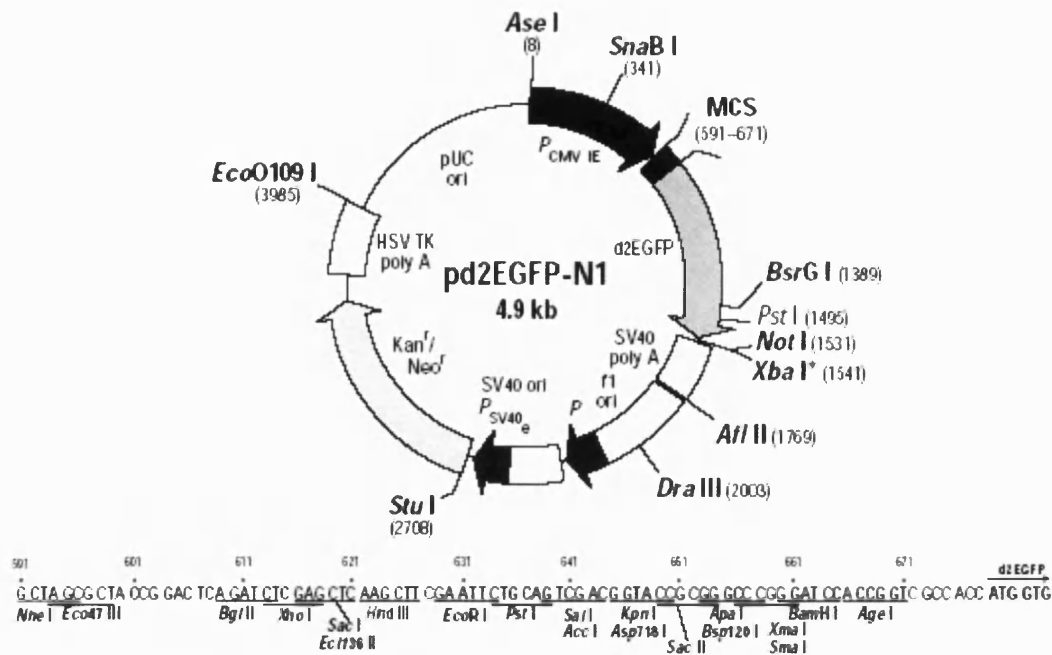 Ase I
(8)
SnaB I
(341)
MCS
(591–671)
P CMV IE
pUC
ori
EcoO109 I
(3985)
HSV TK
poly A
d2EGFP
pd2EGFP-N1
4.9 kb
BsrG I (1389)
Pst I (1495)
Not I (1531)
Xba I* (1541)
SV40
poly A
Kanr/
Neor
SV40 ori
P SV40e
f1
ori
P
Afl II (1769)
Dra III (2003)
Stu I
(2708)
591 601 611 621 631 641 651 661 671 d2EGFP
G CTA GCG CTA CCG GAC TCA GAT CTC GAG CTC AAG CTT CGA ATT CTG CAG TCG ACG GTA CCG CGG GCC CGG GAT CCA CCG GTC GCC ACC ATG GTG
Nhe I Eco47 III Bgl II Xho I Hind III EcoR I Pst I Sal I Kpn I Apa I BamH I Age I
Sac I Acc I Asp718 I Bsp120 I Xma I
Ecl136 II Sac II Sma I